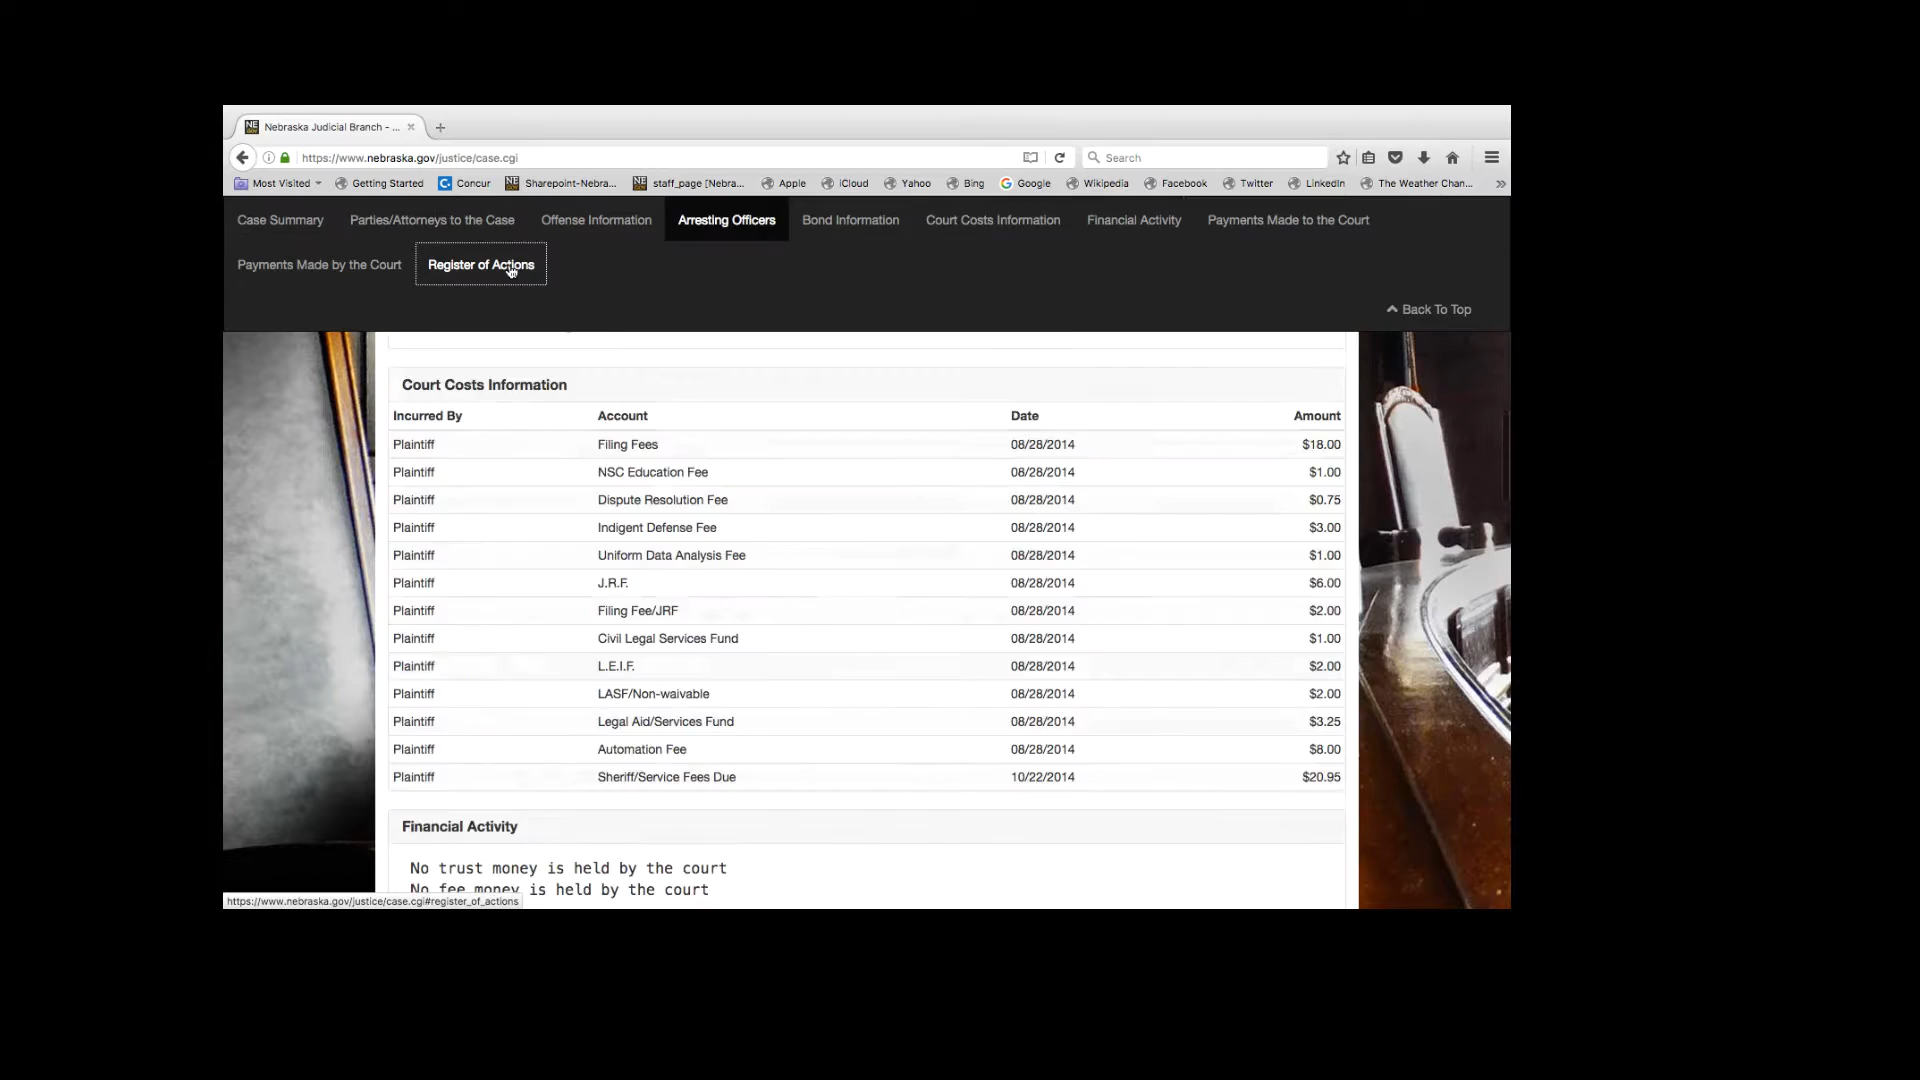 Nebraska Judicial Branch - ...
https://www.nebraska.gov/justice/case.cgi
Search
Most Visited Getting Started Concur Sharepoint-Nebra... staff_page [Nebra... Apple iCloud Yahoo Bing Google Wikipedia Facebook Twitter LinkedIn The Weather Chan...
Case Summary Parties/Attorneys to the Case Offense Information Arresting Officers Bond Information Court Costs Information Financial Activity Payments Made to the Court
Payments Made by the Court Register of Actions
Back To Top
Court Costs Information
Incurred By Account Date Amount
Plaintiff Filing Fees 08/28/2014 $18.00
Plaintiff NSC Education Fee 08/28/2014 $1.00
Plaintiff Dispute Resolution Fee 08/28/2014 $0.75
Plaintiff Indigent Defense Fee 08/28/2014 $3.00
Plaintiff Uniform Data Analysis Fee 08/28/2014 $1.00
Plaintiff J.R.F. 08/28/2014 $6.00
Plaintiff Filing Fee/JRF 08/28/2014 $2.00
Plaintiff Civil Legal Services Fund 08/28/2014 $1.00
Plaintiff L.E.I.F. 08/28/2014 $2.00
Plaintiff LASF/Non-waivable 08/28/2014 $2.00
Plaintiff Legal Aid/Services Fund 08/28/2014 $3.25
Plaintiff Automation Fee 08/28/2014 $8.00
Plaintiff Sheriff/Service Fees Due 10/22/2014 $20.95
Financial Activity
No trust money is held by the court
No fee money is held by the court
https://www.nebraska.gov/justice/case.cgi#register_of_actions